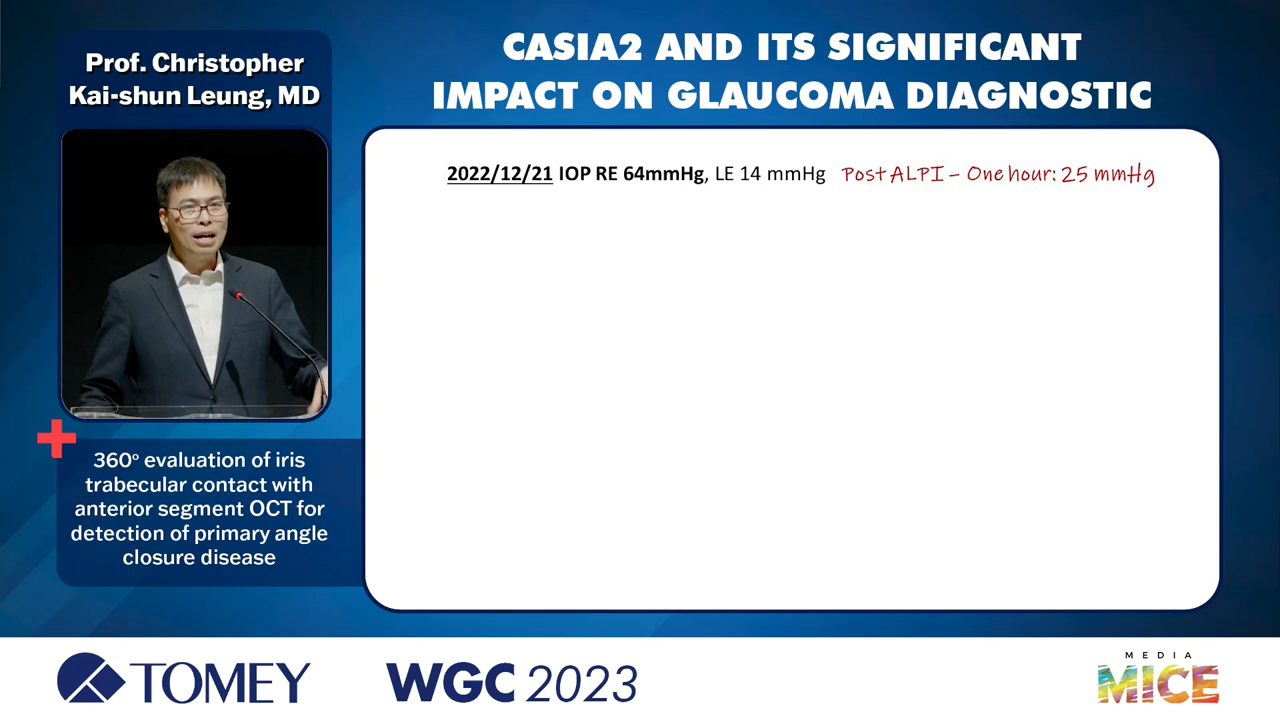 Prof. Christopher
Kai-shun Leung, MD
CASIA2 AND ITS SIGNIFICANT
IMPACT ON GLAUCOMA DIAGNOSTIC
2022/12/21 IOP RE 64mmHg, LE 14 mmHg Post ALPI – One hour: 25 mmHg
360° evaluation of iris
trabecular contact with
anterior segment OCT for
detection of primary angle
closure disease
TOMEY
WGC 2023
MEDIA
MICE